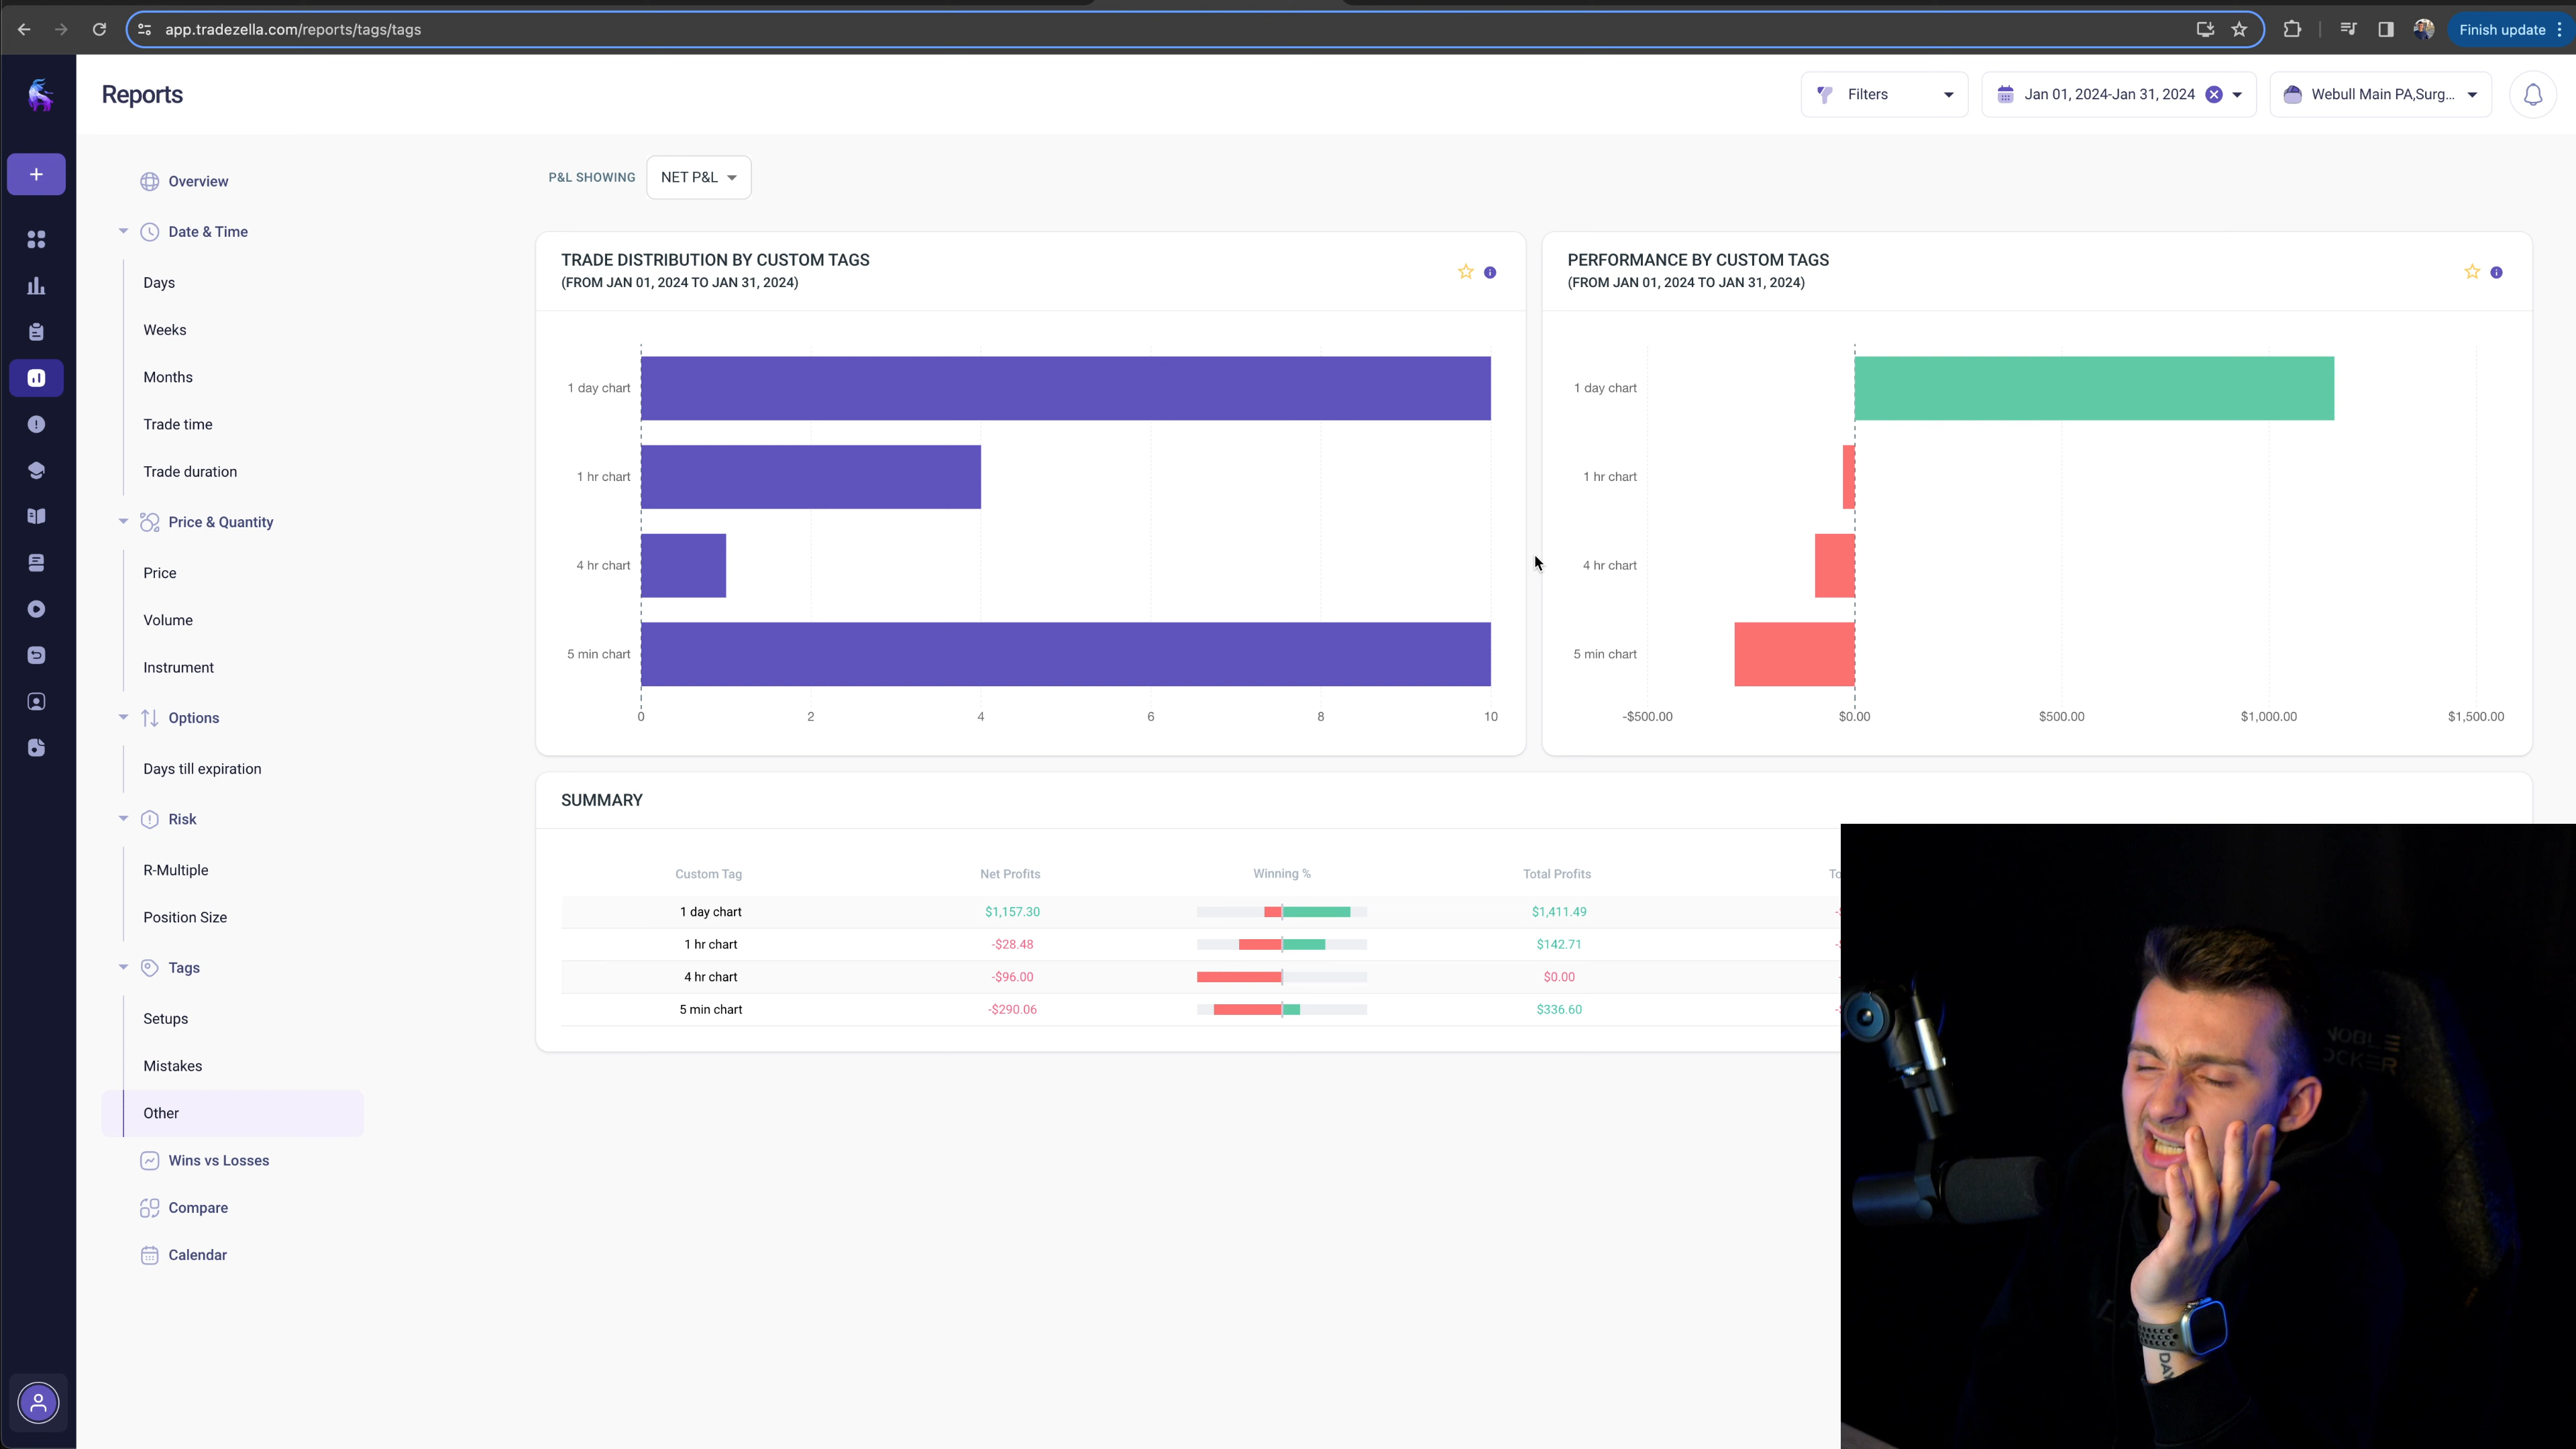 app.tradezella.com/reports/tags/tags
Finish update
Reports
Filters
Jan 01, 2024-Jan 31, 2024
Webull Main PA,Surg...
Overview
Date & Time
Days
Weeks
Months
Trade time
Trade duration
Price & Quantity
Price
Volume
Instrument
Options
Days till expiration
Risk
R-Multiple
Position Size
Tags
Setups
Mistakes
Other
Wins vs Losses
Compare
Calendar
P&L SHOWING
NET P&L
TRADE DISTRIBUTION BY CUSTOM TAGS
(FROM JAN 01, 2024 TO JAN 31, 2024)
1 day chart
1 hr chart
4 hr chart
5 min chart
0 2 4 6 8 10
PERFORMANCE BY CUSTOM TAGS
(FROM JAN 01, 2024 TO JAN 31, 2024)
1 day chart
1 hr chart
4 hr chart
5 min chart
-$500.00 $0.00 $500.00 $1,000.00 $1,500.00
SUMMARY
Custom Tag Net Profits Winning % Total Profits To
1 day chart $1,157.30 $1,411.49
1 hr chart -$28.48 $142.71
4 hr chart -$96.00 $0.00
5 min chart -$290.06 $336.60